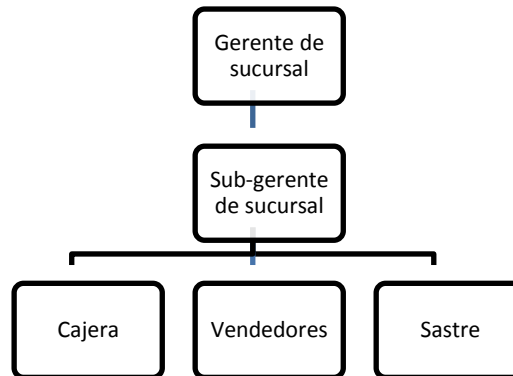 Gerente de
sucursal
Sub-gerente
de sucursal
Cajera
Vendedores
Sastre